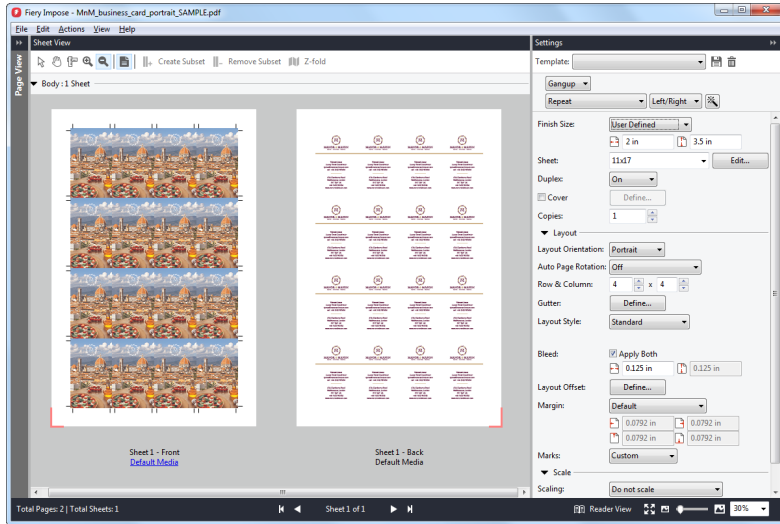 Fiery Impose - MnM_business_card_portrait_SAMPLE.pdf
File Edit Actions View Help
Sheet View
Settings
Page View
Create Subset Remove Subset Z-fold
Template:
Body : 1 Sheet
Gangup
Repeat Left/Right
Finish Size: User Defined
2 in 3.5 in
Sheet: 11x17 Edit...
Duplex: On
Cover Define...
Copies: 1
Layout
Layout Orientation: Portrait
Auto Page Rotation: Off
Row & Column: 4 x 4
Gutter: Define...
Layout Style: Standard
Bleed: Apply Both
0.125 in 0.125 in
Layout Offset: Define...
Margin: Default
0.0792 in 0.0792 in
0.0792 in 0.0792 in
Marks: Custom
Scale
Scaling: Do not scale
Sheet 1 - Front
Default Media
Sheet 1 - Back
Default Media
Total Pages: 2 | Total Sheets: 1
Sheet 1 of 1
Reader View 30%